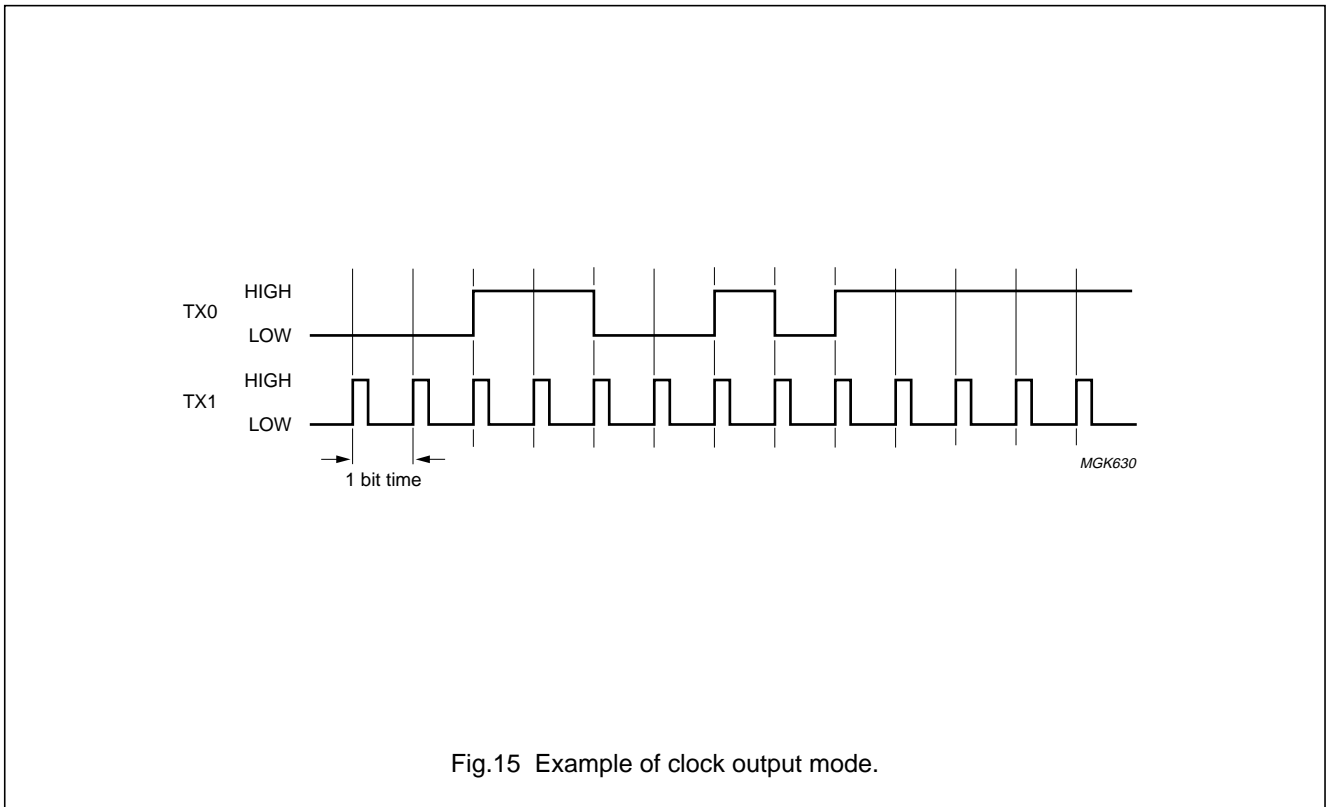 HIGH
TX0
LOW
HIGH
TX1
LOW
1 bit time
MGK630
Fig.15 Example of clock output mode.